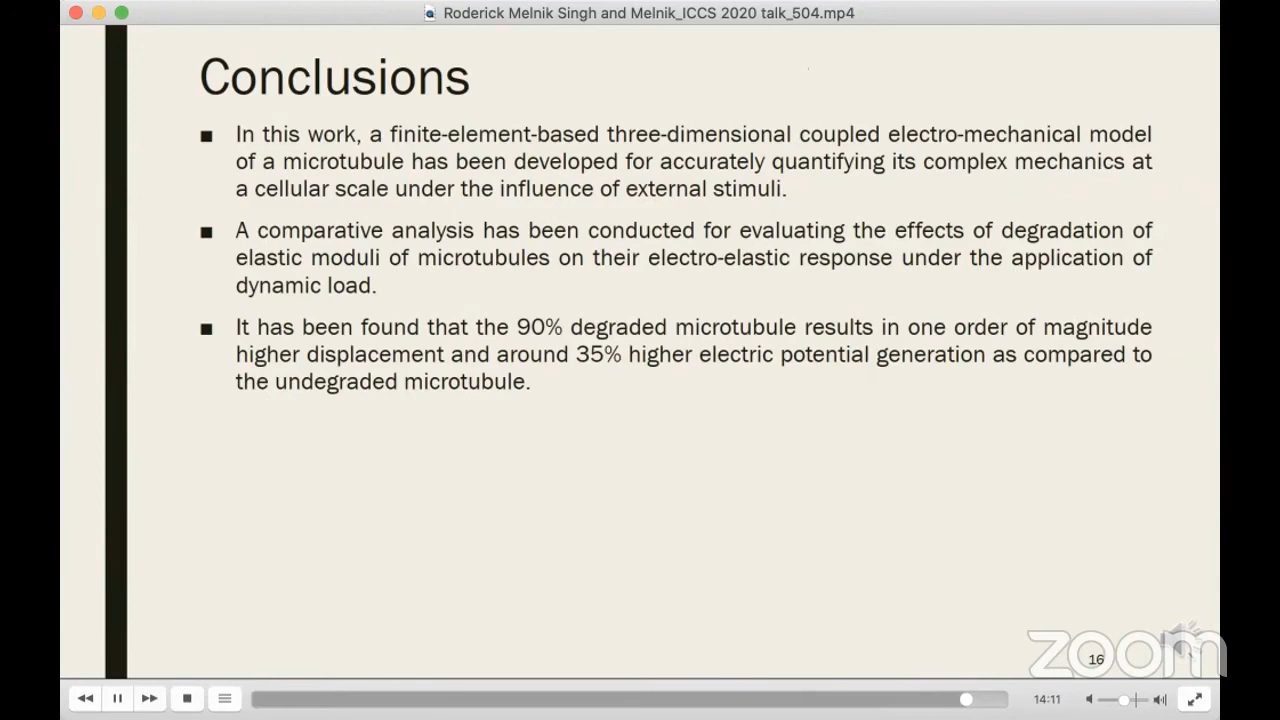 Roderick Melnik Singh and Melnik_ICCS 2020 talk_504.mp4
Conclusions
■ In this work, a finite-element-based three-dimensional coupled electro-mechanical model
of a microtubule has been developed for accurately quantifying its complex mechanics at
a cellular scale under the influence of external stimuli.
■ A comparative analysis has been conducted for evaluating the effects of degradation of
elastic moduli of microtubules on their electro-elastic response under the application of
dynamic load.
■ It has been found that the 90% degraded microtubule results in one order of magnitude
higher displacement and around 35% higher electric potential generation as compared to
the undegraded microtubule.
zoom
16
14:11